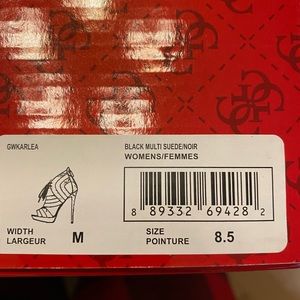 GWKARLEA
BLACK MULTI SUEDE/NOIR
WOMENS/FEMMES
8 89332 69428 2
WIDTH
LARGEUR
M
SIZE
POINTURE
8.5